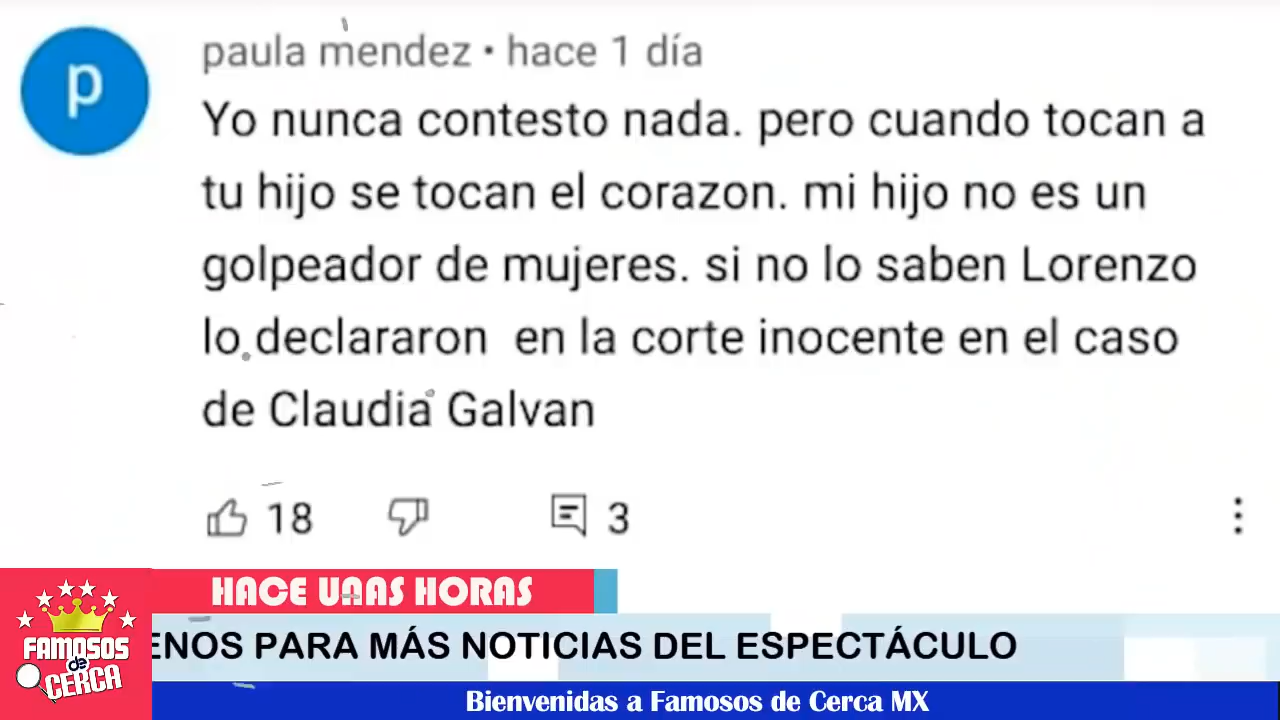 p
paula mendez • hace 1 día
Yo nunca contesto nada. pero cuando tocan a
tu hijo se tocan el corazon. mi hijo no es un
golpeador de mujeres. si no lo saben Lorenzo
lo declararon en la corte inocente en el caso
de Claudia Galvan
18 3
HACE UNAS HORAS
ENOS PARA MÁS NOTICIAS DEL ESPECTÁCULO
FAMOSOS
de
CERCA
Bienvenidas a Famosos de Cerca MX